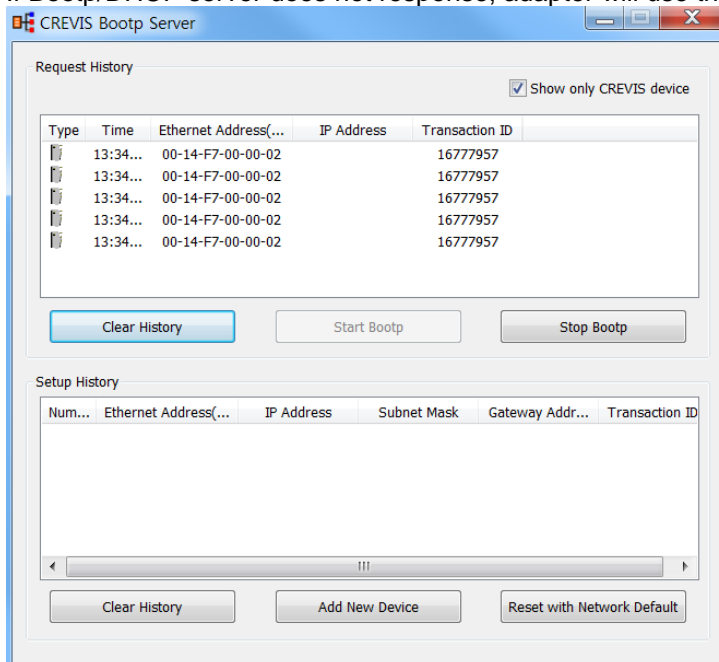 CREVIS Bootp Server
Request History
Show only CREVIS device
Type Time Ethernet Address(... IP Address Transaction ID
13:34... 00-14-F7-00-00-02 16777957
13:34... 00-14-F7-00-00-02 16777957
13:34... 00-14-F7-00-00-02 16777957
13:34... 00-14-F7-00-00-02 16777957
13:34... 00-14-F7-00-00-02 16777957
Clear History Start Bootp Stop Bootp
Setup History
Num... Ethernet Address(... IP Address Subnet Mask Gateway Addr... Transaction ID
Clear History Add New Device Reset with Network Default